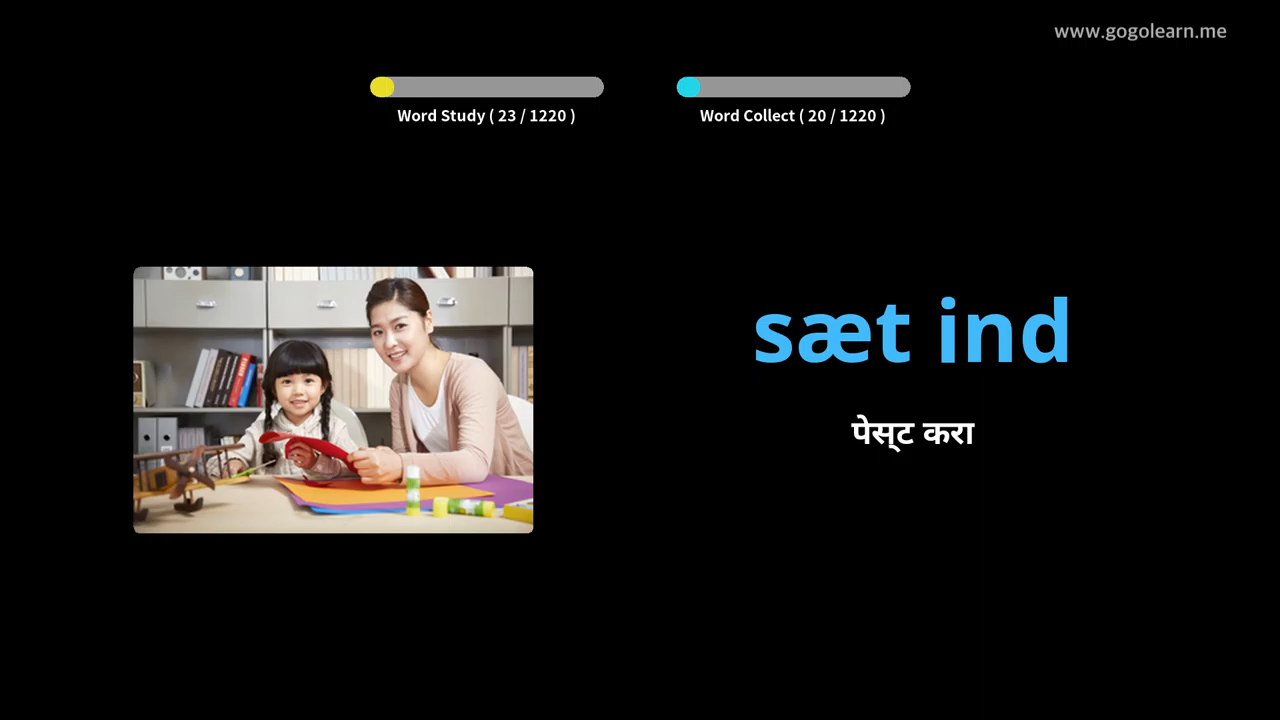 www.gogolearn.me
Word Study ( 23 / 1220 )
Word Collect ( 20 / 1220 )
sæt ind
पेस्ट करा